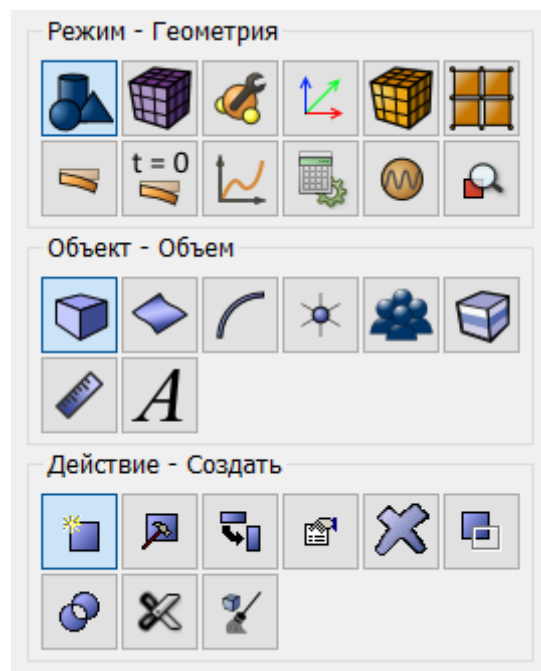 Режим - Геометрия
t = 0
Объект - Объем
A
Действие - Создать